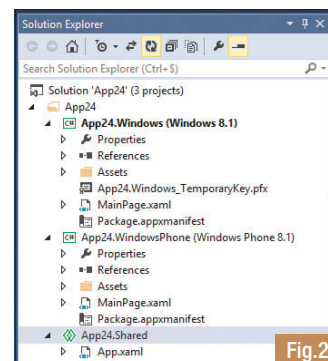 Solution Explorer
Search Solution Explorer (Ctrl+$)
Solution 'App24' (3 projects)
App24
App24.Windows (Windows 8.1)
Properties
References
Assets
App24.Windows_TemporaryKey.pfx
MainPage.xaml
Package.appxmanifest
App24.WindowsPhone (Windows Phone 8.1)
Properties
References
Assets
MainPage.xaml
Package.appxmanifest
App24.Shared
App.xaml
Fig.2